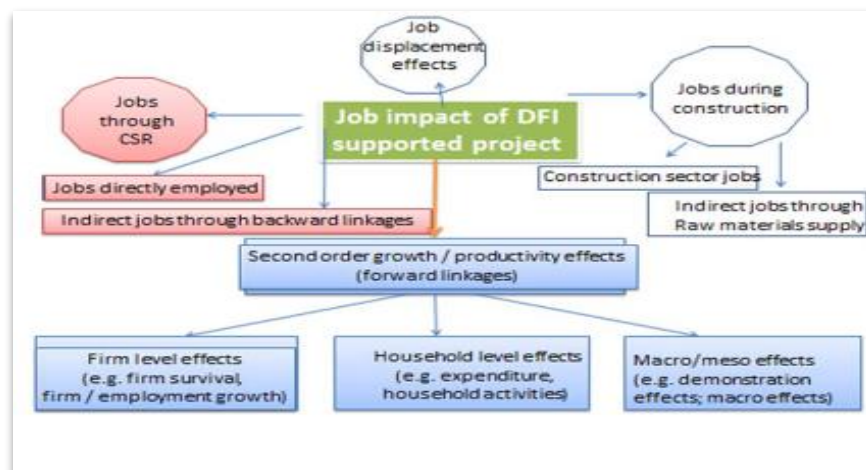 Job
displacement
effects
Jobs
through
CSR
Job impact of DFI
supported project
Jobs during
construction
Jobs directly employed
Construction sector jobs
Indirect jobs through backward linkages
Indirect jobs through
Raw materials supply
Second order growth / productivity effects
(forward linkages)
Firm level effects
(e.g. firm survival,
firm / employment growth)
Household level effects
(e.g. expenditure,
household activities)
Macro/meso effects
(e.g. demonstration
effects; macro effects)